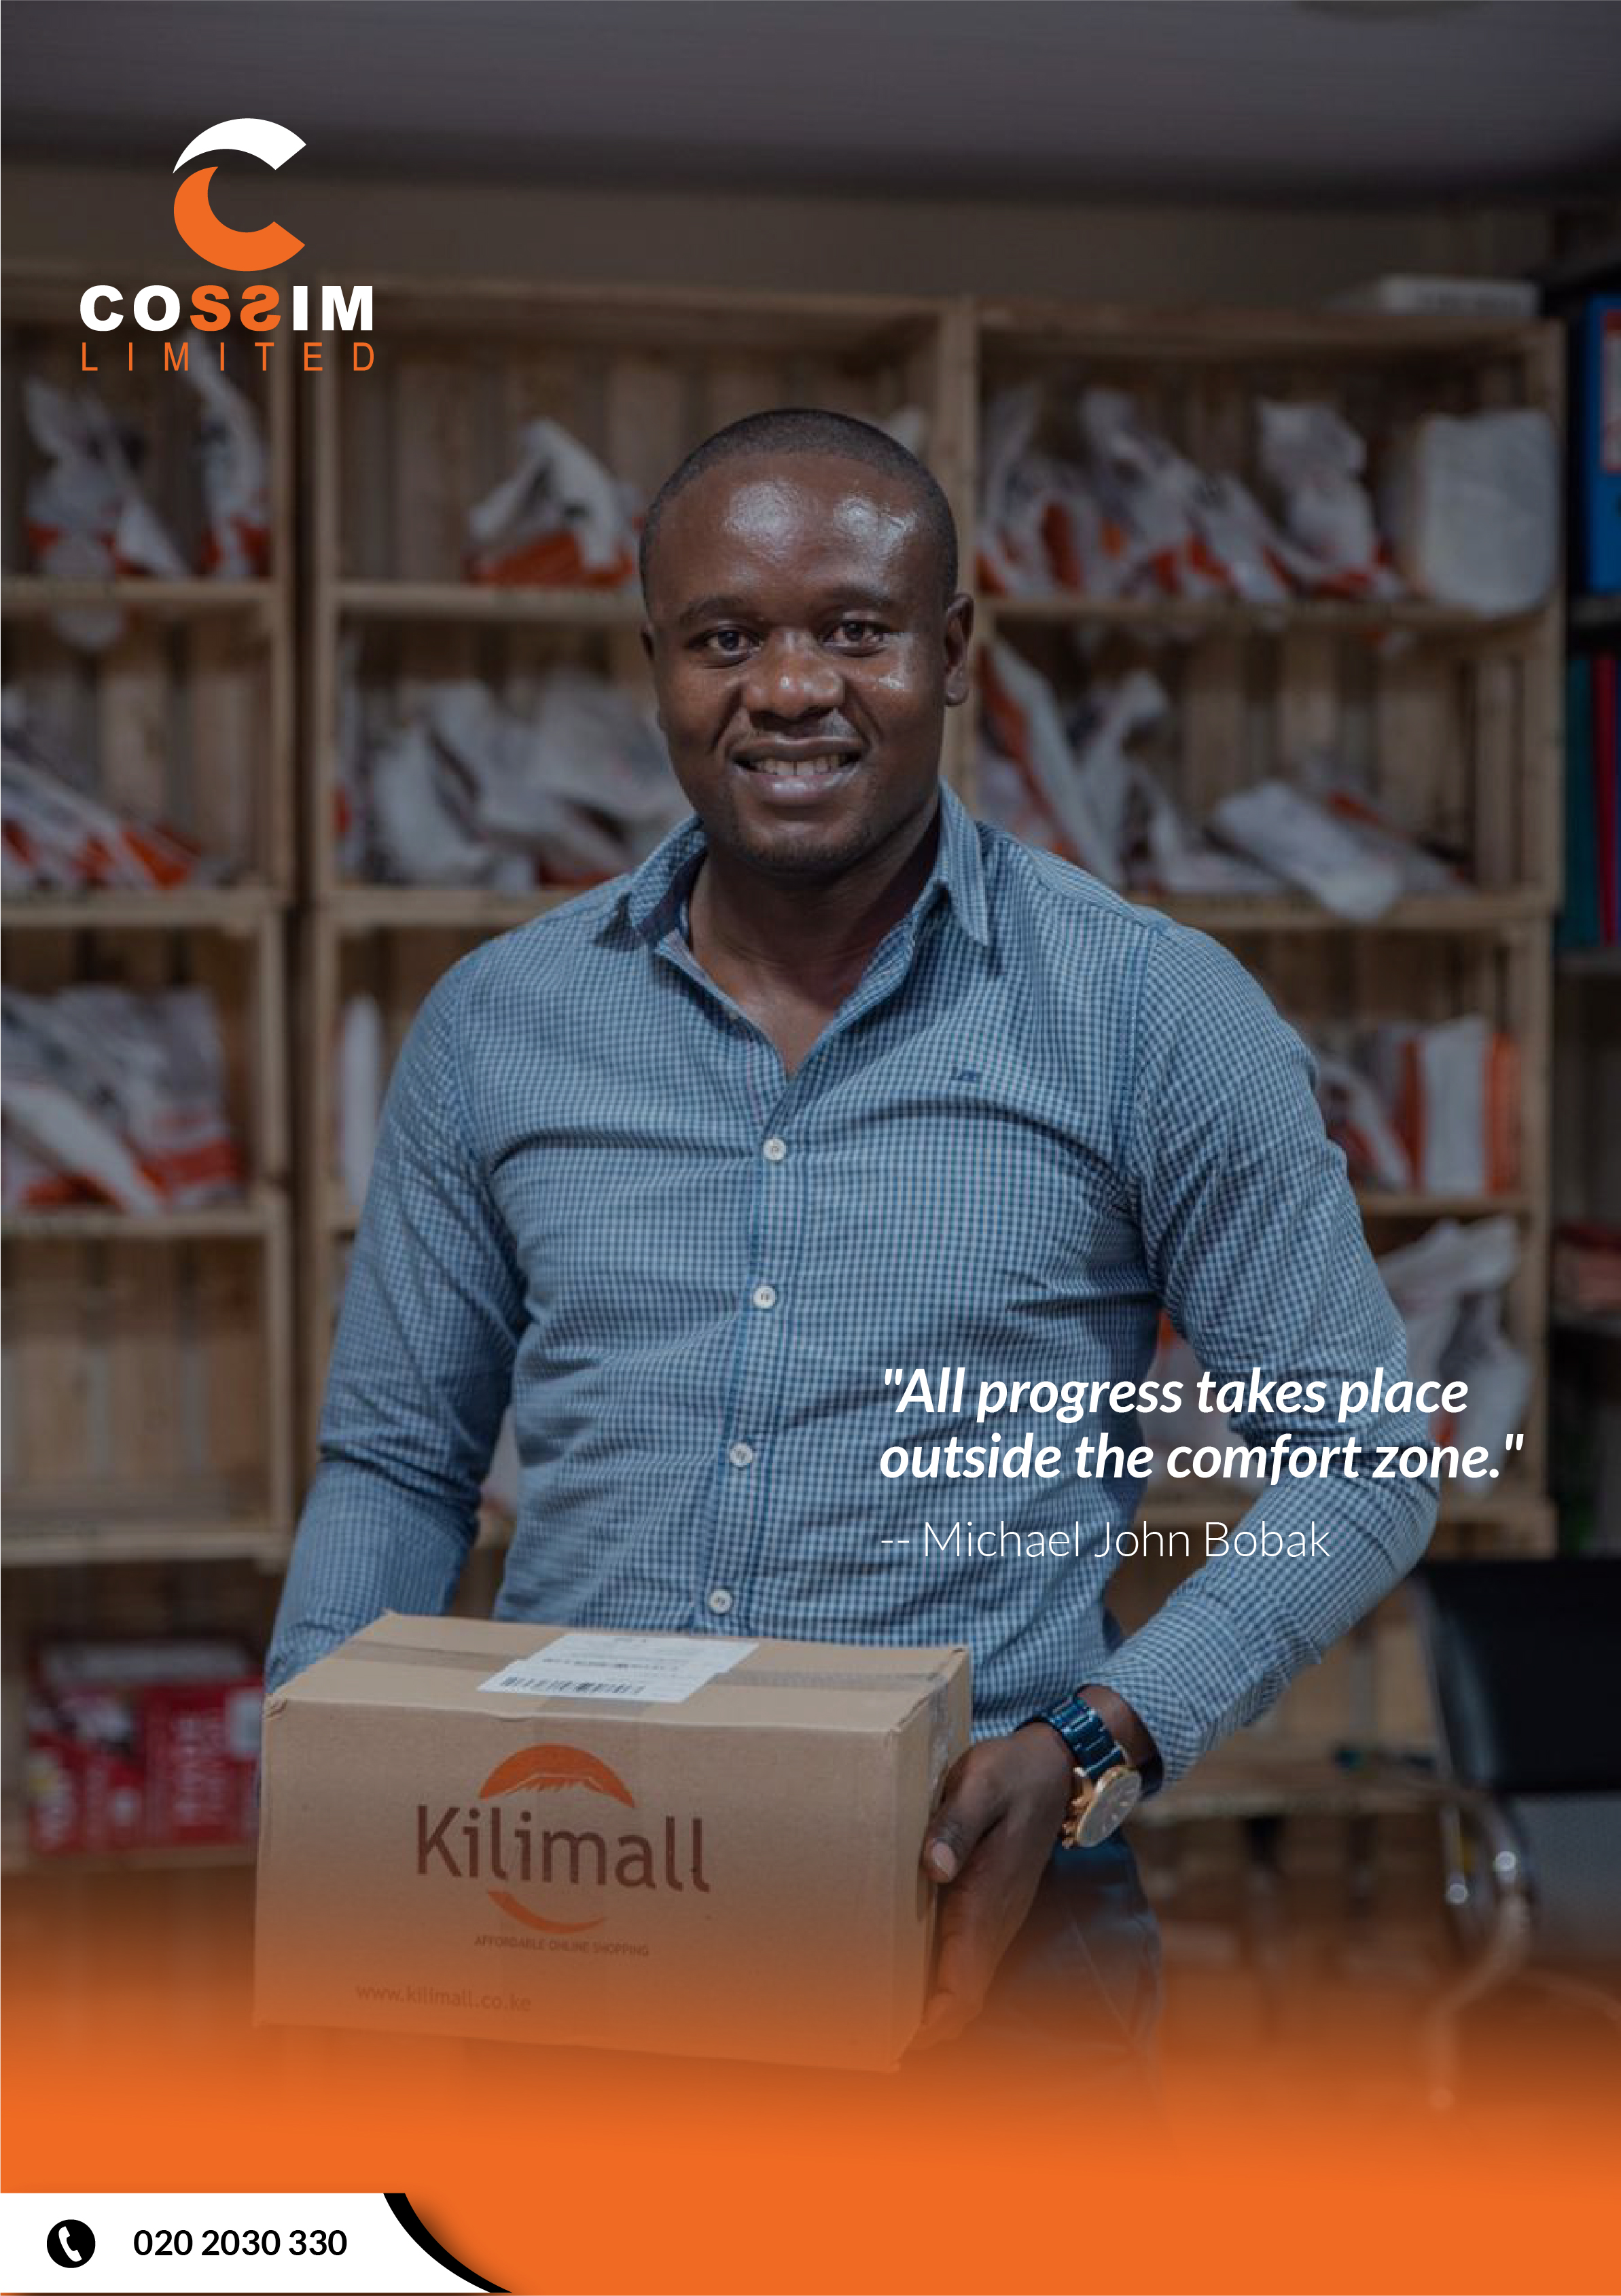 COSSIM
LIMITED
"All progress takes place
outside the comfort zone."
-- Michael John Bobak
Kilimall
AFFORDABLE ONLINE SHOPPING
www.kilimall.co.ke
020 2030 330